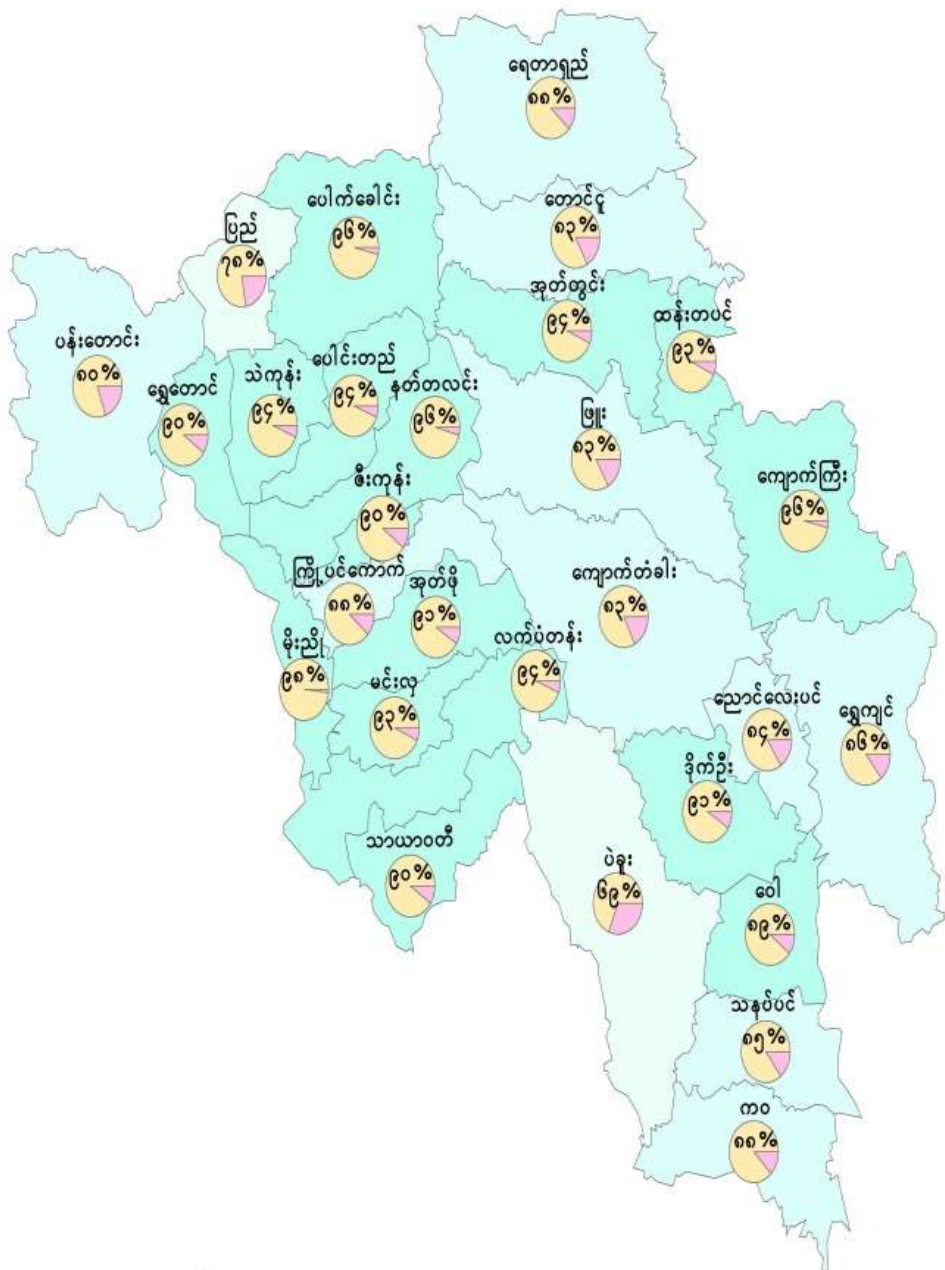 ရေတာရှည်
၈၈%
ပေါက်ခေါင်း
၉၆%
တောင်ငူ
၈၃%
ပြည်
၇၈%
အုတ်တွင်း
၉၄%
ထန်းတပင်
၉၃%
ပန်းတောင်း
၈၀%
ရွှေတောင်
၉၀%
သဲကုန်း
၉၄%
ပေါင်းတည်
၉၄%
နတ်တလင်း
၉၆%
ဖြူး
၈၃%
ကျောက်ကြီး
၉၆%
ဇီးကုန်း
၉၀%
ကြို့ပင်ကောက်
၈၈%
အုတ်ဖို
၉၁%
ကျောက်တံခါး
၈၃%
မိုးညို
၉၈%
လက်ပံတန်း
၉၄%
မင်းလှ
၉၃%
ညောင်လေးပင်
၈၄%
ရွှေကျင်
၈၆%
ဒိုက်ဦး
၉၁%
သာယာဝတီ
၉၀%
ပဲခူး
၆၉%
ဝေါ
၈၉%
သနပ်ပင်
၈၅%
ကဝ
၈၈%